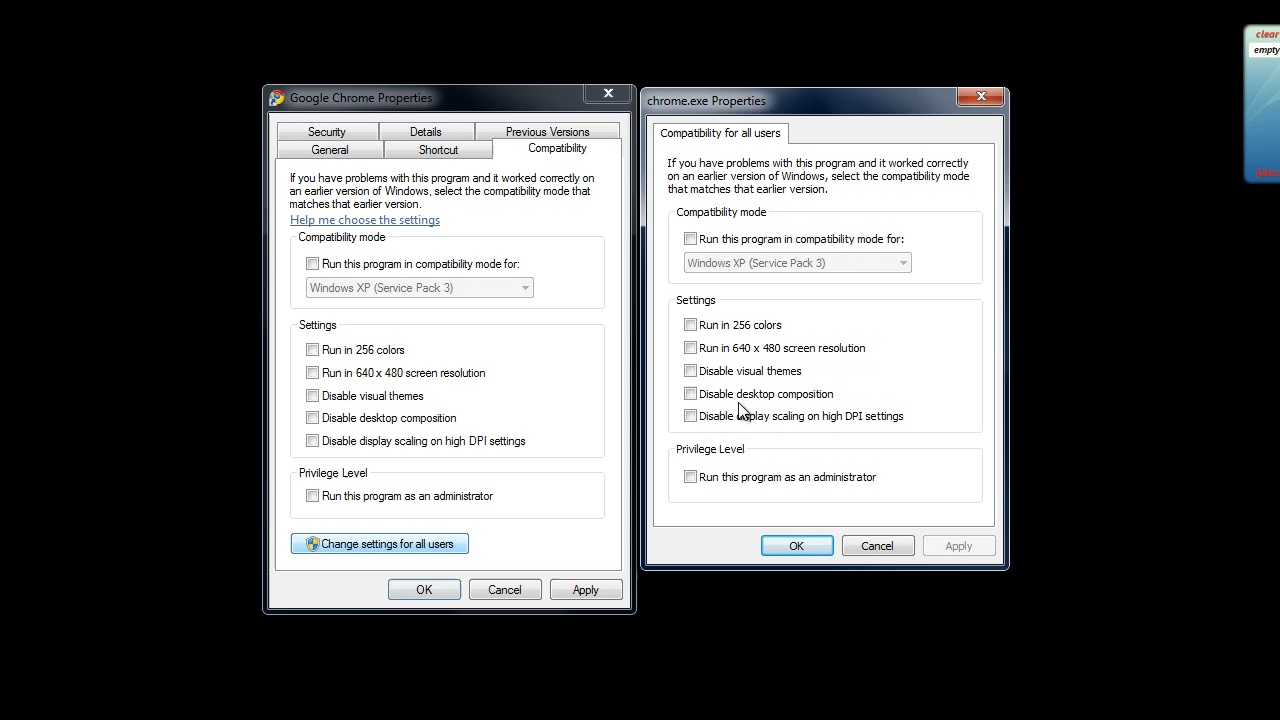 clear
empty
Google Chrome Properties
Security Details Previous Versions
General Shortcut Compatibility
If you have problems with this program and it worked correctly on
an earlier version of Windows, select the compatibility mode that
matches that earlier version.
Help me choose the settings
Compatibility mode
Run this program in compatibility mode for:
Windows XP (Service Pack 3)
Settings
Run in 256 colors
Run in 640 x 480 screen resolution
Disable visual themes
Disable desktop composition
Disable display scaling on high DPI settings
Privilege Level
Run this program as an administrator
Change settings for all users
OK Cancel Apply
chrome.exe Properties
Compatibility for all users
If you have problems with this program and it worked correctly
on an earlier version of Windows, select the compatibility mode
that matches that earlier version.
Compatibility mode
Run this program in compatibility mode for:
Windows XP (Service Pack 3)
Settings
Run in 256 colors
Run in 640 x 480 screen resolution
Disable visual themes
Disable desktop composition
Disable display scaling on high DPI settings
Privilege Level
Run this program as an administrator
OK Cancel Apply